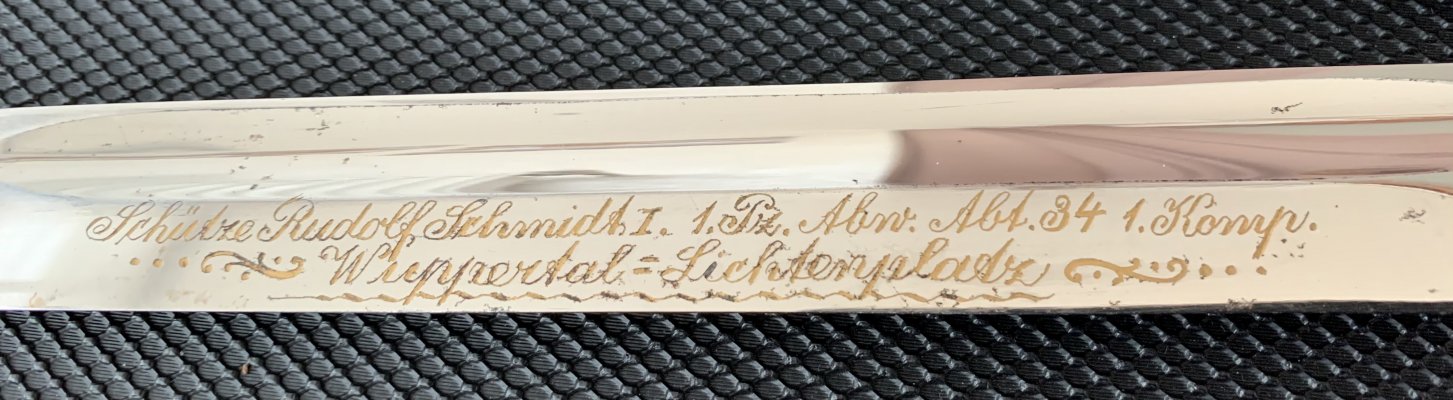 Schütze Rudolf Schmidt I. 1. Pz. Abw. Abt. 34 1. Komp.
Wuppertal=Lichtenplatz